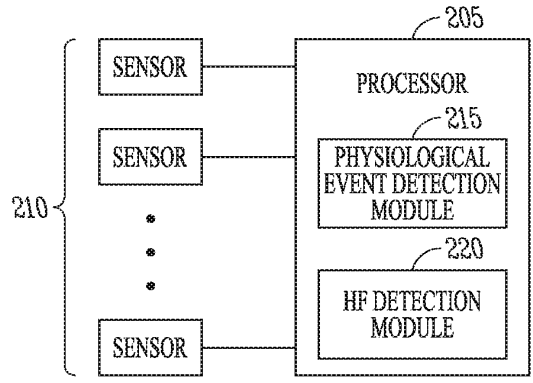 205
SENSOR
PROCESSOR
215
SENSOR
PHYSIOLOGICAL
EVENT DETECTION
MODULE
210
220
HF DETECTION
MODULE
SENSOR